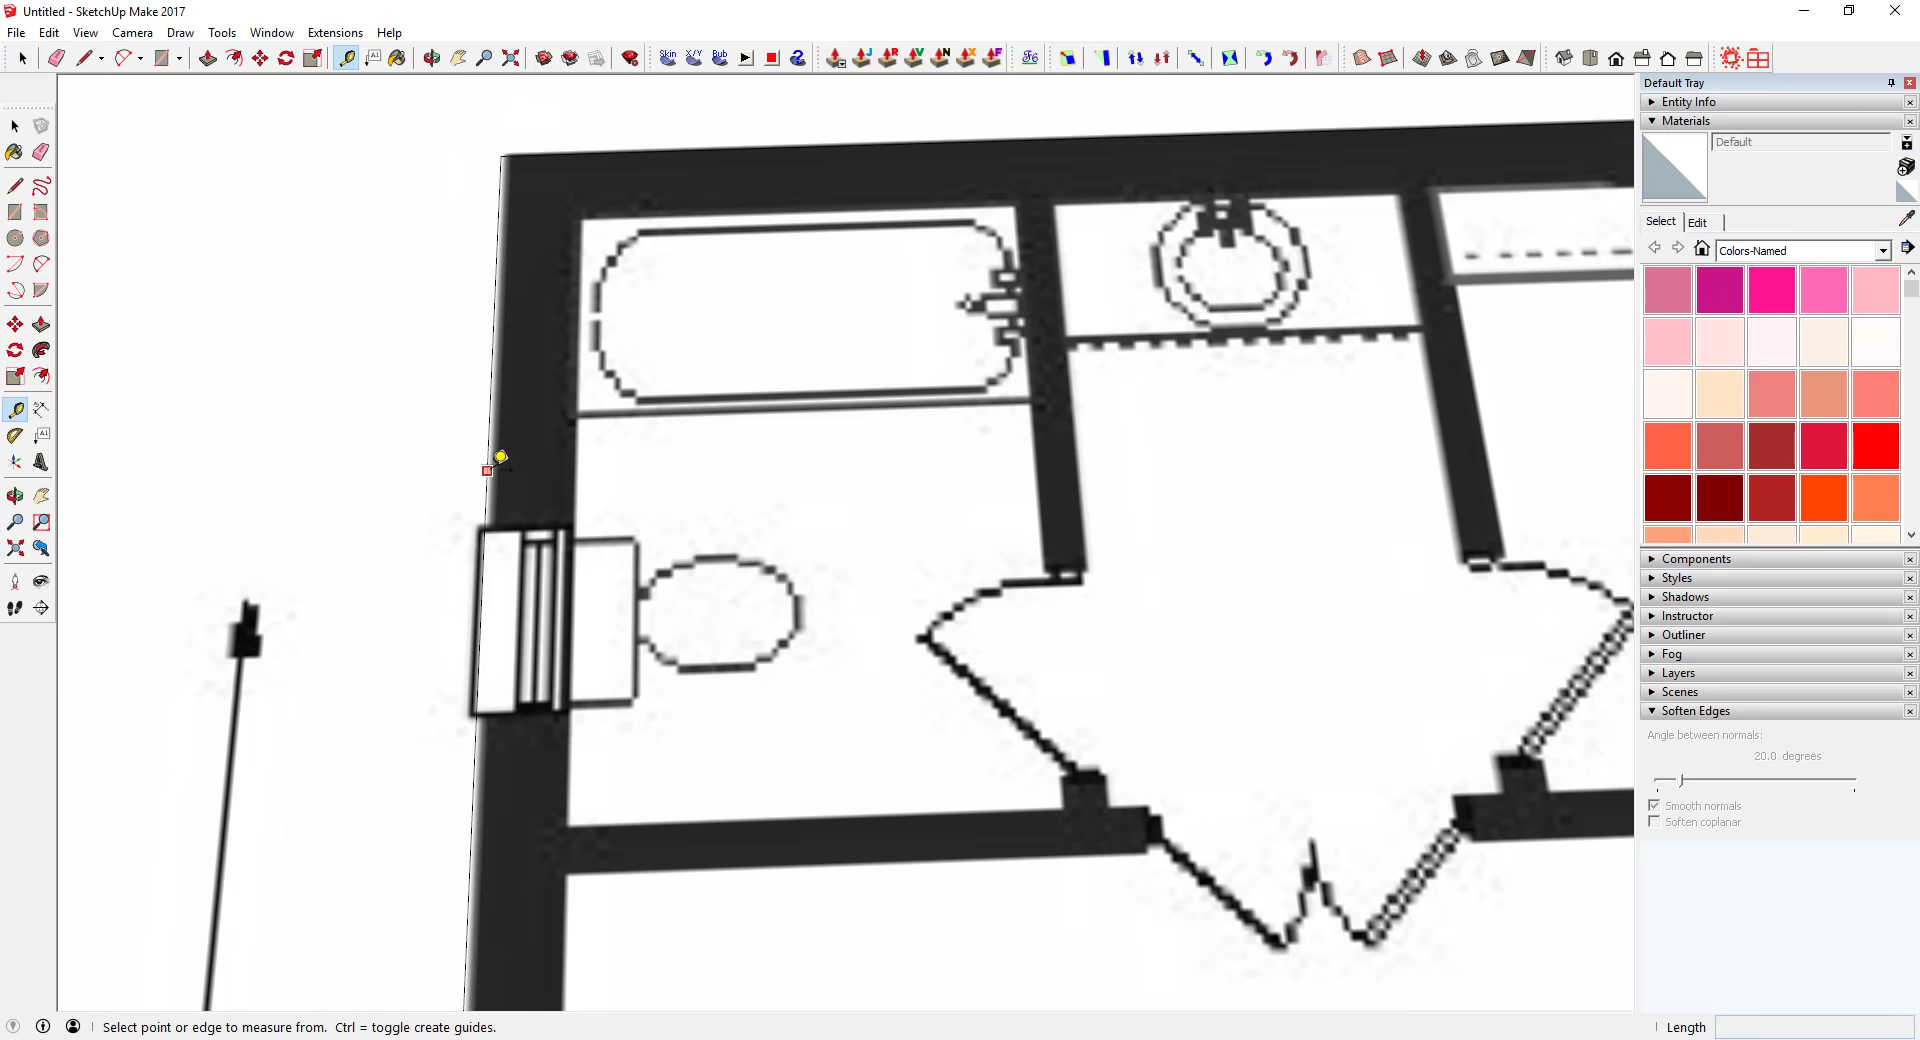 Untitled - SketchUp Make 2017
File Edit View Camera Draw Tools Window Extensions Help
Skin X/Y Bub J R V N X F
Default Tray
Entity Info
Materials
Default
Select Edit
Colors-Named
Components
Styles
Shadows
Instructor
Outliner
Fog
Layers
Scenes
Soften Edges
Angle between normals:
20.0 degrees
Smooth normals
Soften coplanar
Select point or edge to measure from. Ctrl = toggle create guides.
Length